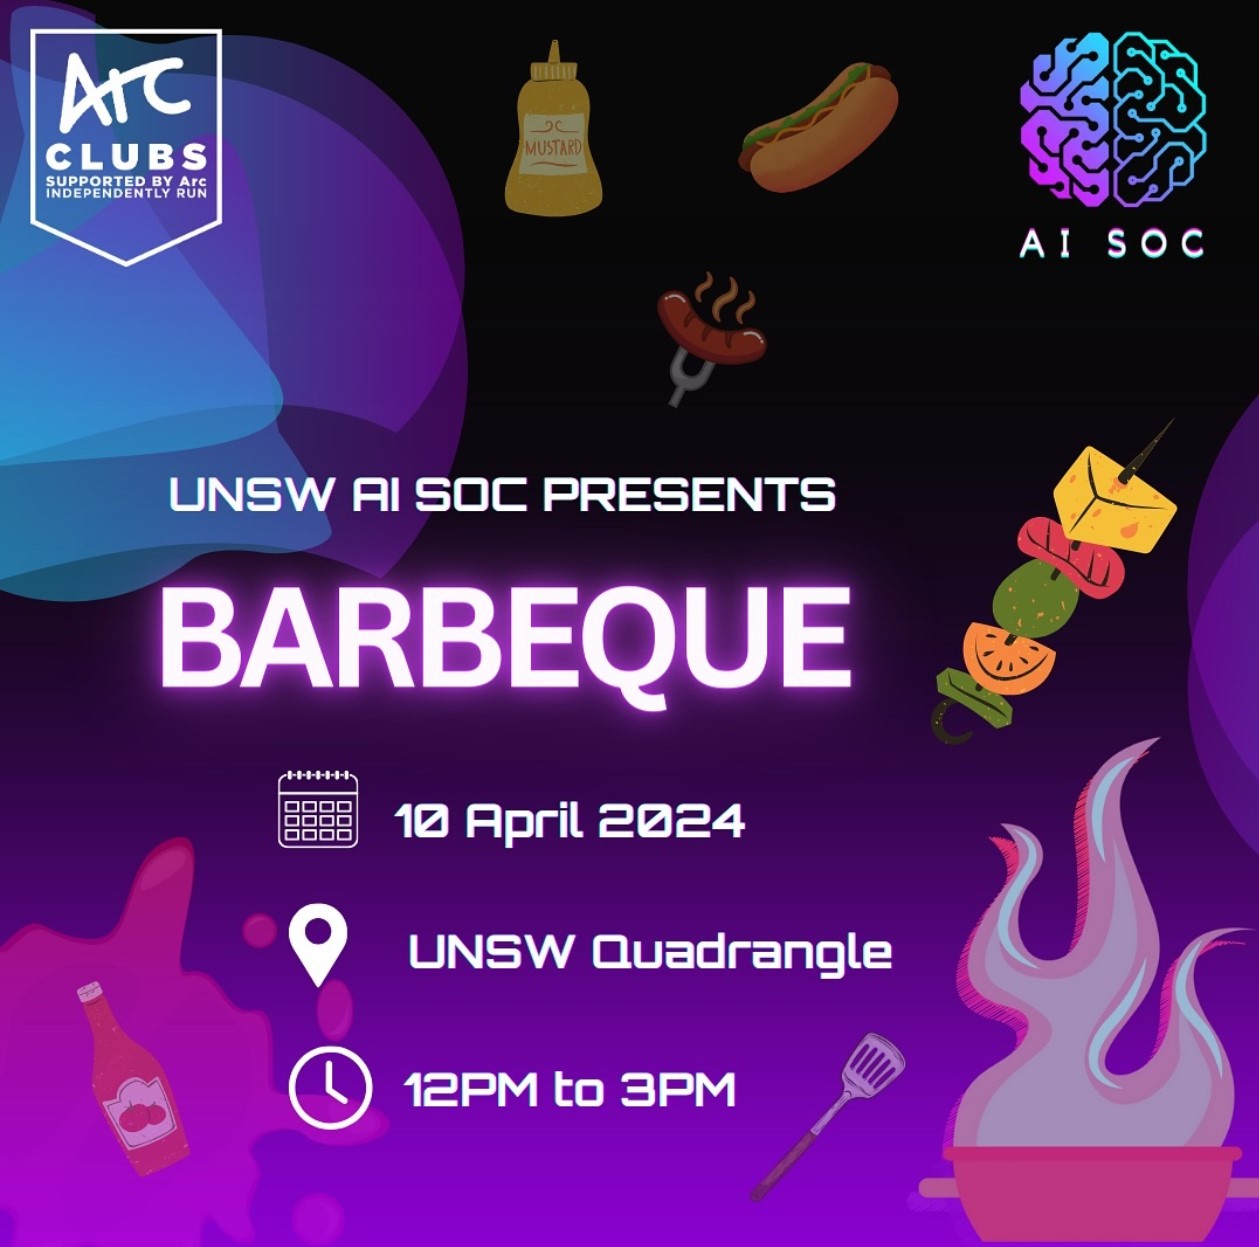 Arc
CLUBS
SUPPORTED BY Arc
INDEPENDENTLY RUN
MUSTARD
AI SOC
UNSW AI SOC PRESENTS
BARBEQUE
10 April 2024
UNSW Quadrangle
12PM to 3PM